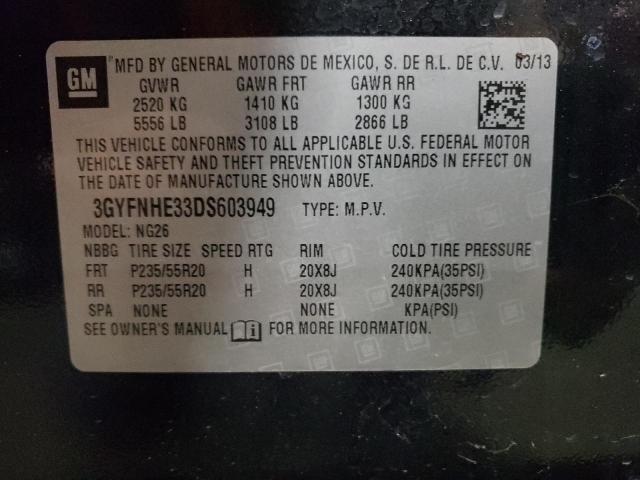 GM MFD BY GENERAL MOTORS DE MEXICO, S. DE R.L. DE C.V. 03/13
GVWR GAWR FRT GAWR RR
2520 KG 1410 KG 1300 KG
5556 LB 3108 LB 2866 LB
THIS VEHICLE CONFORMS TO ALL APPLICABLE U.S. FEDERAL MOTOR
VEHICLE SAFETY AND THEFT PREVENTION STANDARDS IN EFFECT ON
THE DATE OF MANUFACTURE SHOWN ABOVE.
3GYFNHE33DS603949 TYPE: M.P.V.
MODEL: NG26
NBBG TIRE SIZE SPEED RTG RIM COLD TIRE PRESSURE
FRT P235/55R20 H 20X8J 240KPA(35PSI)
RR P235/55R20 H 20X8J 240KPA(35PSI)
SPA NONE NONE KPA(PSI)
SEE OWNER'S MANUAL FOR MORE INFORMATION.